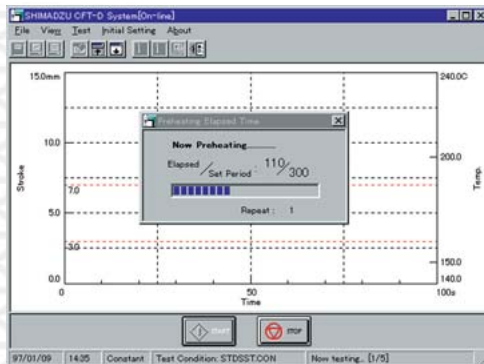 SHIMADZU CFT-D System[On-line]
File View Test Initial Setting About
15.0mm
240.0C
Preheating Elapsed Time
Now Preheating
Elapsed / Set Period : 110/300
Repeat : 1
10.0
200.0
Stroke
Temp.
7.0
5.0
3.0
150.0
0.0
140.0
0 50 100s
Time
START STOP
97/01/09 14:35 Constant Test Condition: STDSST.CON Now testing.. [1/5]